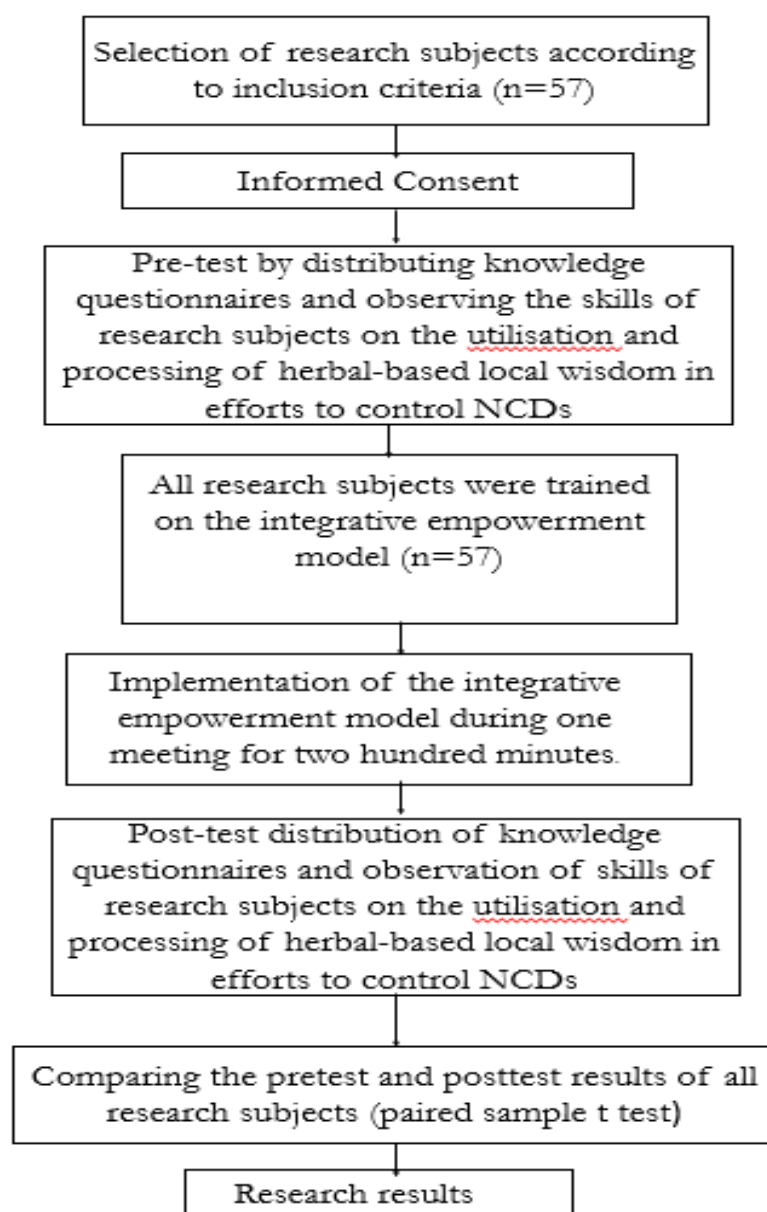 Selection of research subjects according
to inclusion criteria (n=57)
Informed Consent
Pre-test by distributing knowledge
questionnaires and observing the skills of
research subjects on the utilisation and
processing of herbal-based local wisdom in
efforts to control NCDs
All research subjects were trained
on the integrative empowerment
model (n=57)
Implementation of the integrative
empowerment model during one
meeting for two hundred minutes.
Post-test distribution of knowledge
questionnaires and observation of skills of
research subjects on the utilisation and
processing of herbal-based local wisdom in
efforts to control NCDs
Comparing the pretest and posttest results of all
research subjects (paired sample t test)
Research results